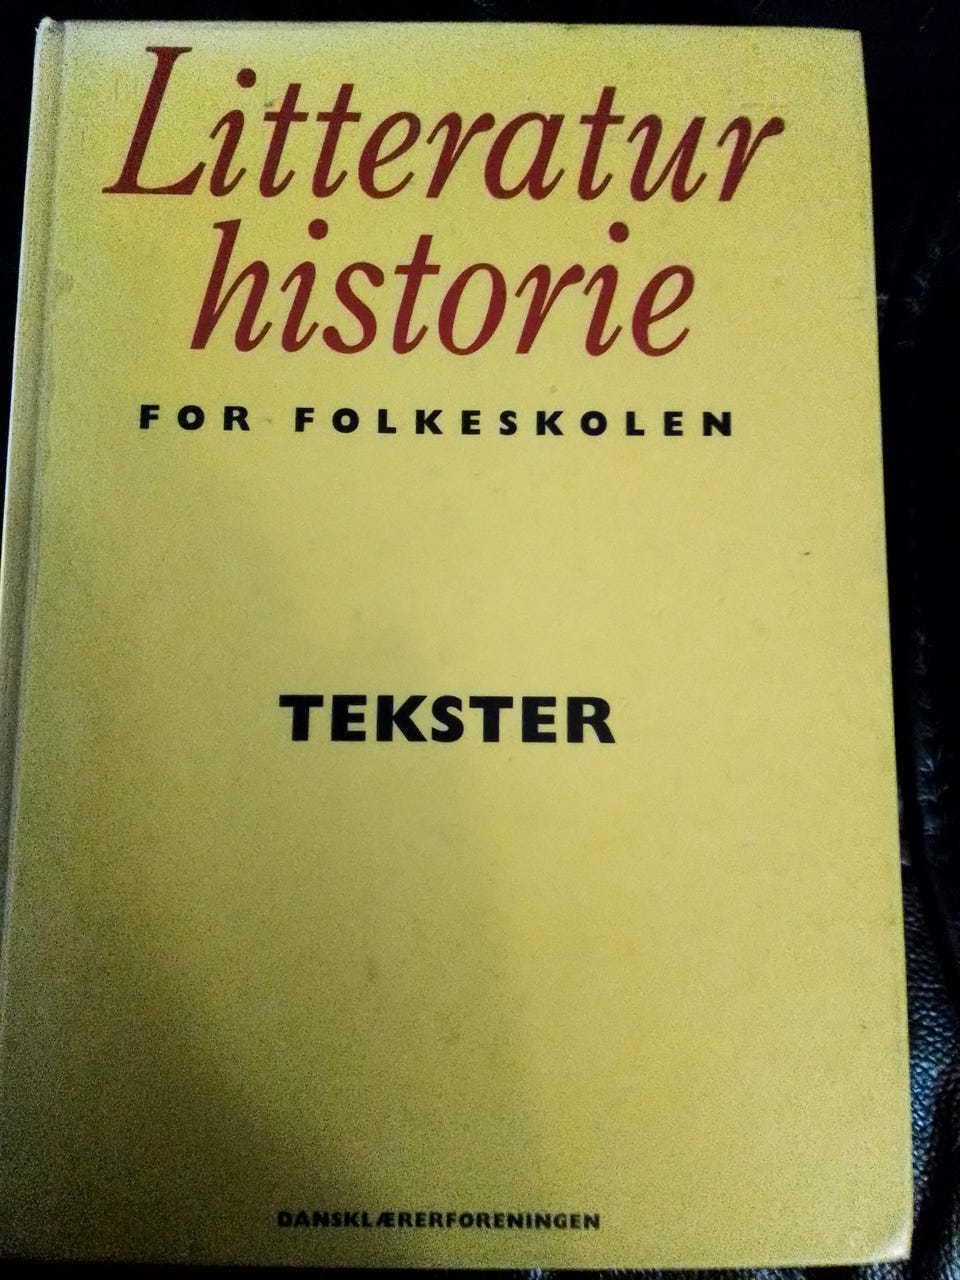 Litteratur
historie
FOR FOLKESKOLEN
TEKSTER
DANSKLÆRERFORENINGEN